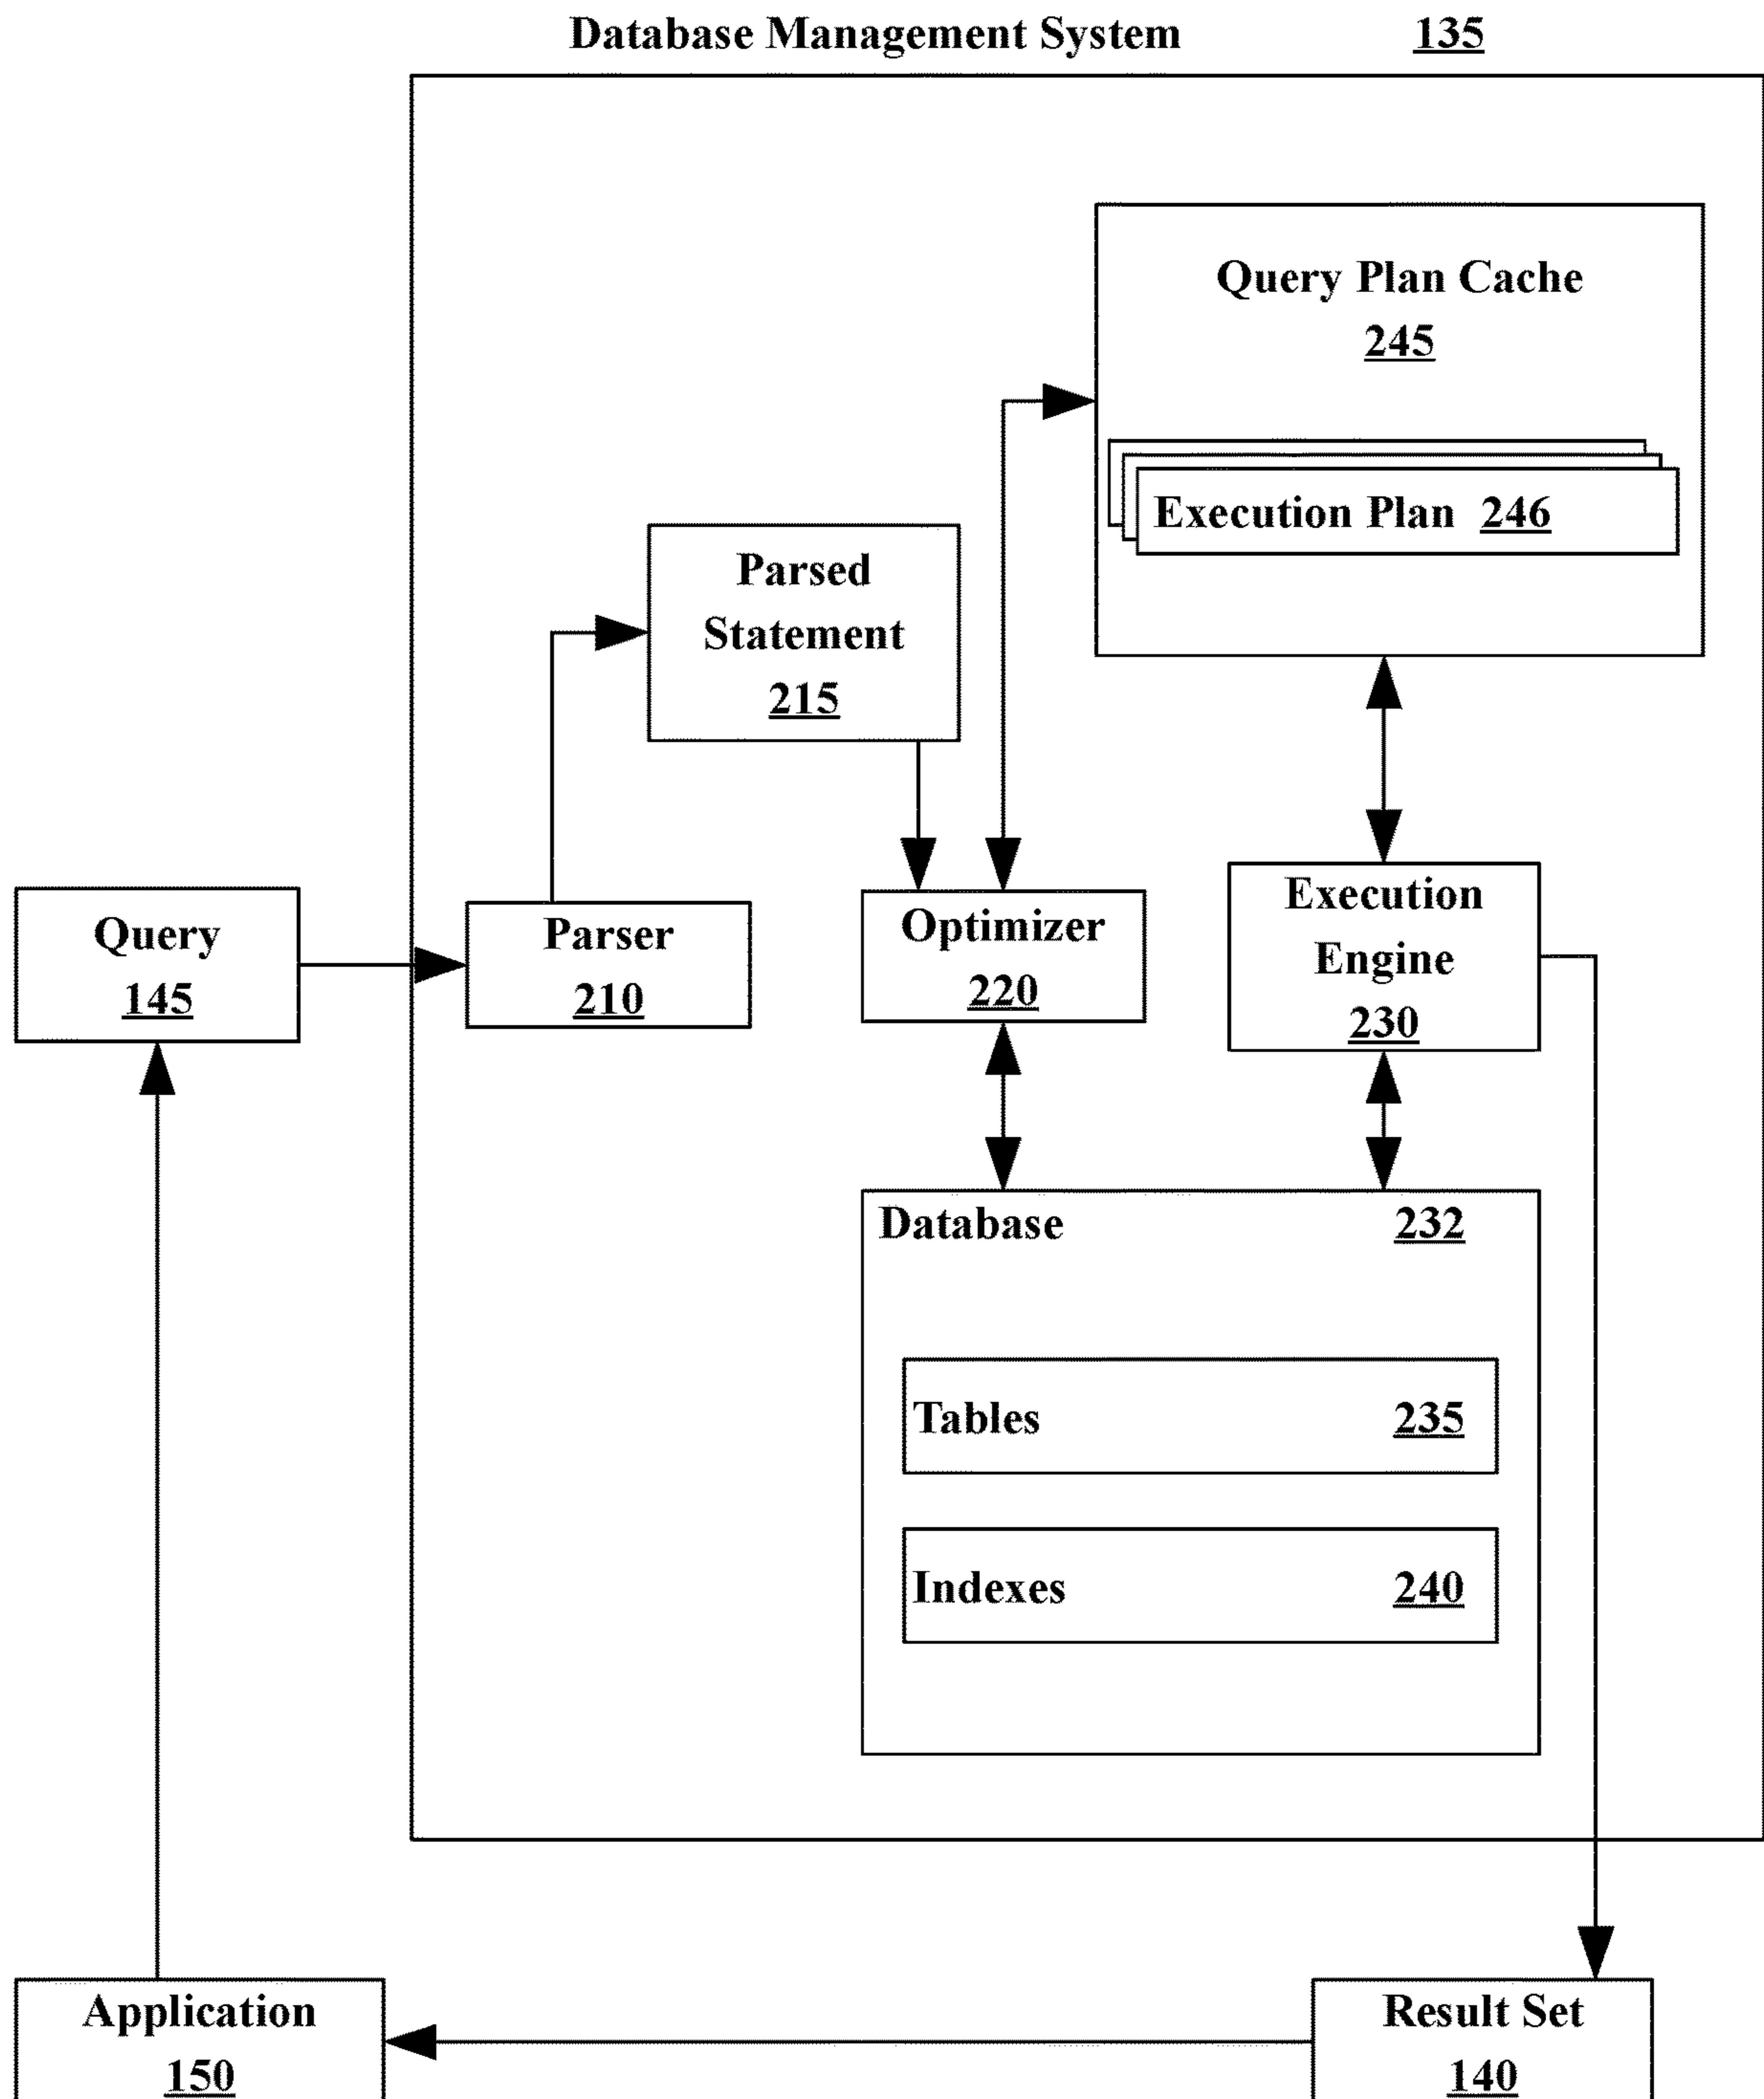 Database Management System 135
Query Plan Cache
245
Execution Plan 246
Parsed
Statement
215
Query
145
Parser
210
Optimizer
220
Execution
Engine
230
Database 232
Tables 235
Indexes 240
Application
150
Result Set
140